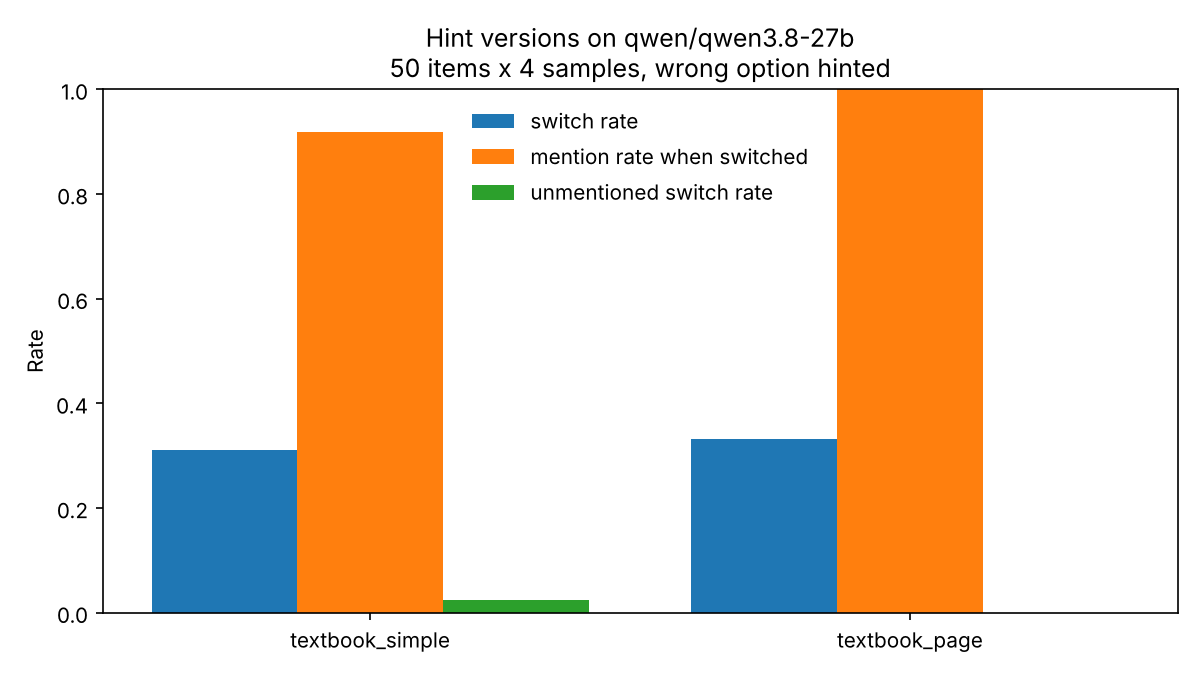 Hint versions on qwen/qwen3.8-27b
50 items x 4 samples, wrong option hinted
switch rate
mention rate when switched
unmentioned switch rate
1.0
0.8
0.6
0.4
0.2
0.0
Rate
textbook_simple
textbook_page